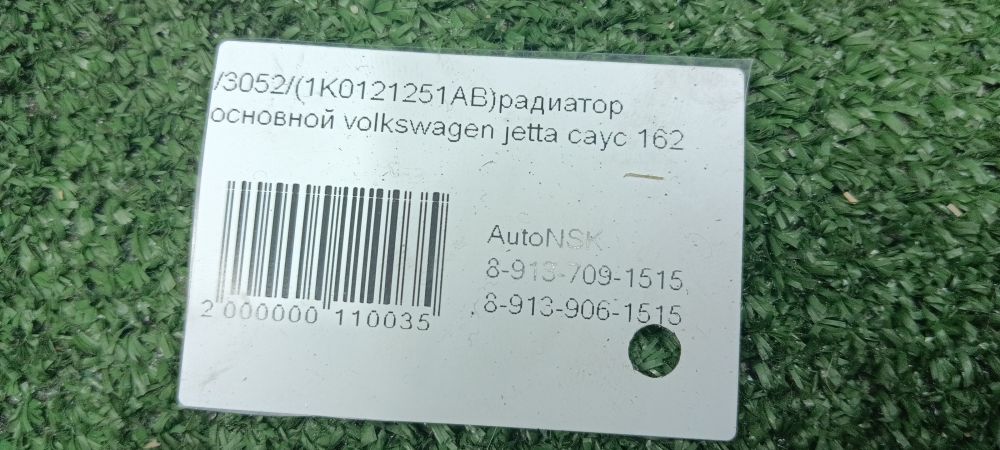 /3052/(1K0121251AB)радиатор
основной volkswagen jetta cayc 162
AutoNSK
8-913-709-1515,
8-913-906-1515
2 000000 110035